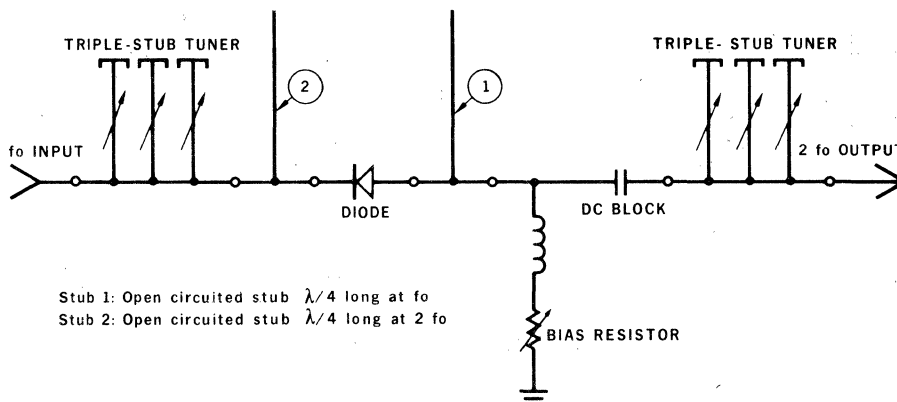 TRIPLE-STUB TUNER
TRIPLE- STUB TUNER
2
1
fo INPUT
2 fo OUTPUT
DIODE
DC BLOCK
Stub 1: Open circuited stub λ/4 long at fo
Stub 2: Open circuited stub λ/4 long at 2 fo
BIAS RESISTOR